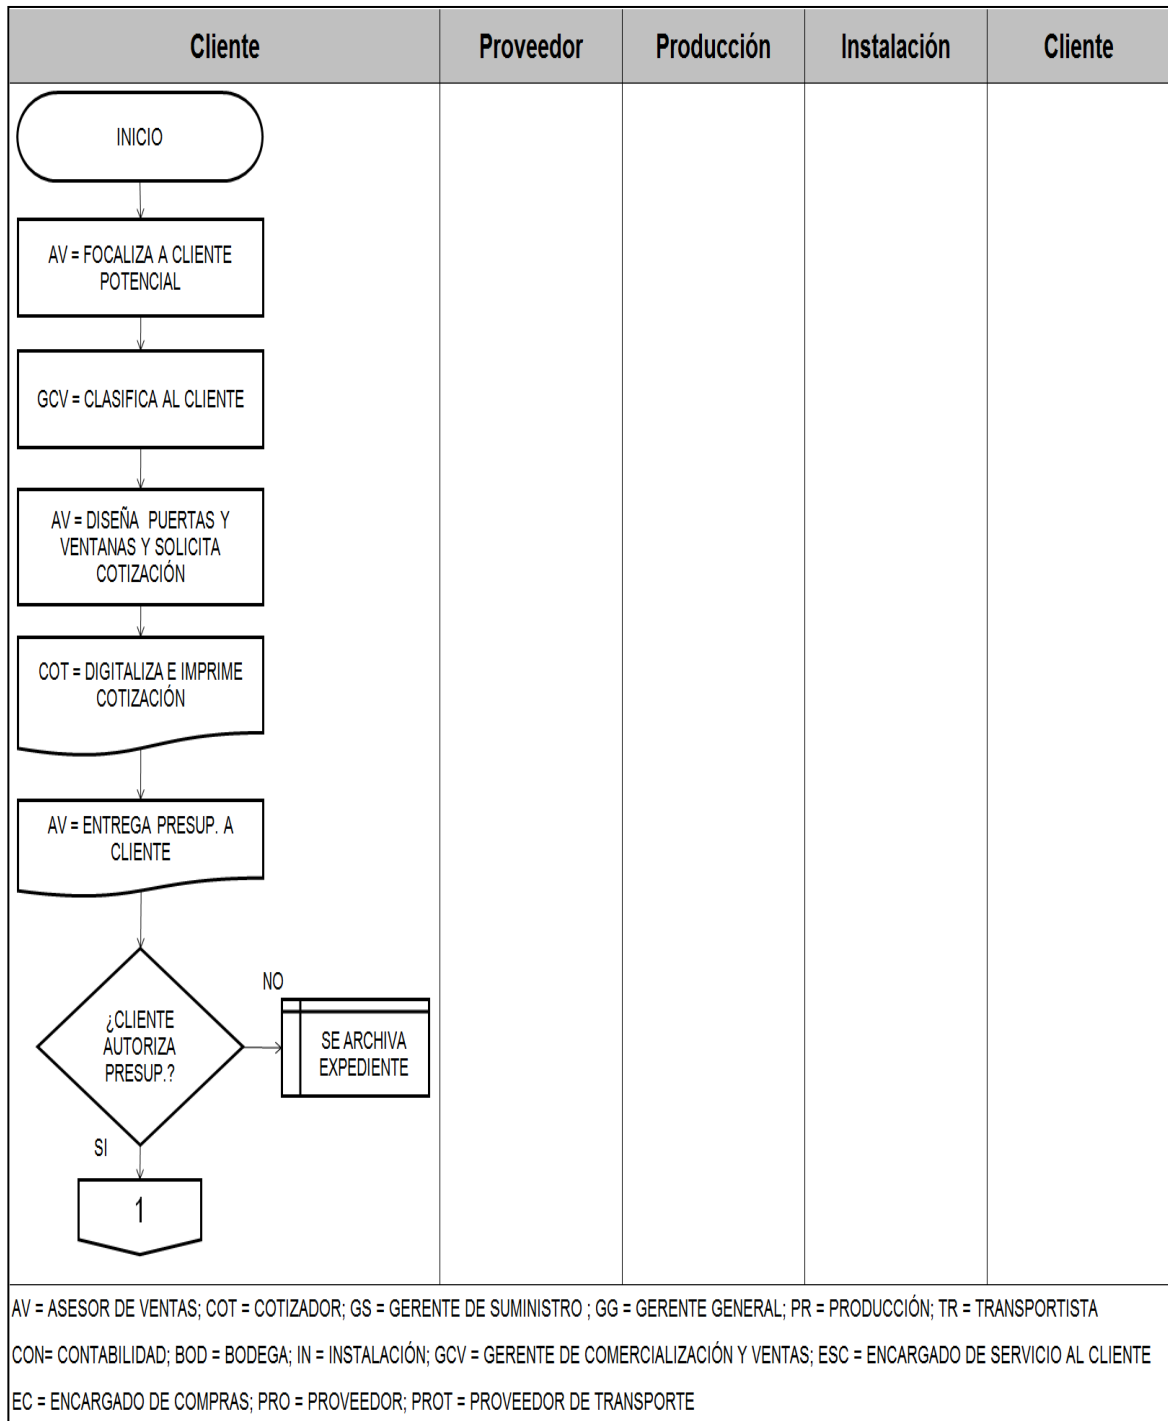 Cliente Proveedor Producción Instalación Cliente
INICIO
AV = FOCALIZA A CLIENTE
POTENCIAL
GCV = CLASIFICA AL CLIENTE
AV = DISEÑA PUERTAS Y
VENTANAS Y SOLICITA
COTIZACIÓN
COT = DIGITALIZA E IMPRIME
COTIZACIÓN
AV = ENTREGA PRESUP. A
CLIENTE
¿CLIENTE
AUTORIZA
PRESUP.?
NO
SE ARCHIVA
EXPEDIENTE
SI
1
AV = ASESOR DE VENTAS; COT = COTIZADOR; GS = GERENTE DE SUMINISTRO ; GG = GERENTE GENERAL; PR = PRODUCCIÓN; TR = TRANSPORTISTA
CON= CONTABILIDAD; BOD = BODEGA; IN = INSTALACIÓN; GCV = GERENTE DE COMERCIALIZACIÓN Y VENTAS; ESC = ENCARGADO DE SERVICIO AL CLIENTE
EC = ENCARGADO DE COMPRAS; PRO = PROVEEDOR; PROT = PROVEEDOR DE TRANSPORTE